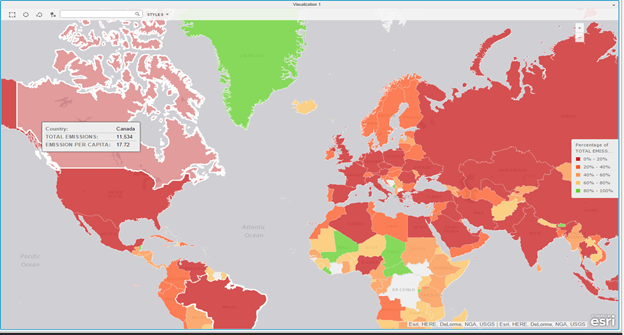 Visualization 1
STYLES
Country: Canada
TOTAL EMISSIONS: 11.534
EMISSION PER CAPITA: 17.72
Percentage of
TOTAL EMISS...
0% - 20%
20% - 40%
40% - 60%
60% - 80%
80% - 100%
Atlantic
Ocean
Pacific
Ocean
Esri, HERE, DeLorme, NGA, USGS | Esri, HERE, DeLorme, NGA, USGS
esri